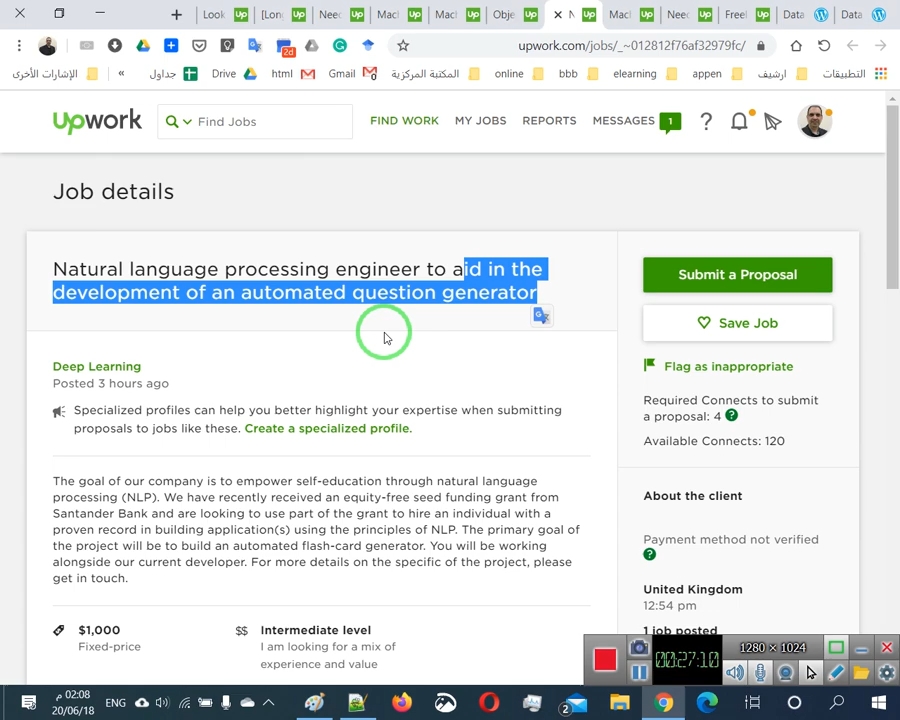 Look
[Long
Need
Macl
Macl
Obje
N
Macl
Need
Freel
Data
Data
upwork.com/jobs/_~012812f76af32979fc/
الإشارات الأخرى
«
جداول
Drive
html
Gmail
المكتبة المركزية
online
bbb
elearning
appen
ارشيف
التطبيقات
upwork
Find Jobs
FIND WORK
MY JOBS
REPORTS
MESSAGES
1
?
Job details
Natural language processing engineer to aid in the
development of an automated question generator
Submit a Proposal
Save Job
Deep Learning
Posted 3 hours ago
Flag as inappropriate
Specialized profiles can help you better highlight your expertise when submitting
proposals to jobs like these. Create a specialized profile.
Required Connects to submit
a proposal: 4
Available Connects: 120
The goal of our company is to empower self-education through natural language
processing (NLP). We have recently received an equity-free seed funding grant from
Santander Bank and are looking to use part of the grant to hire an individual with a
proven record in building application(s) using the principles of NLP. The primary goal of
the project will be to build an automated flash-card generator. You will be working
alongside our current developer. For more details on the specific of the project, please
get in touch.
About the client
Payment method not verified
United Kingdom
12:54 pm
1 job posted
$1,000
Fixed-price
$$
Intermediate level
I am looking for a mix of
experience and value
1280 × 1024
00:27:10
02:08 م
20/06/18
ENG
2